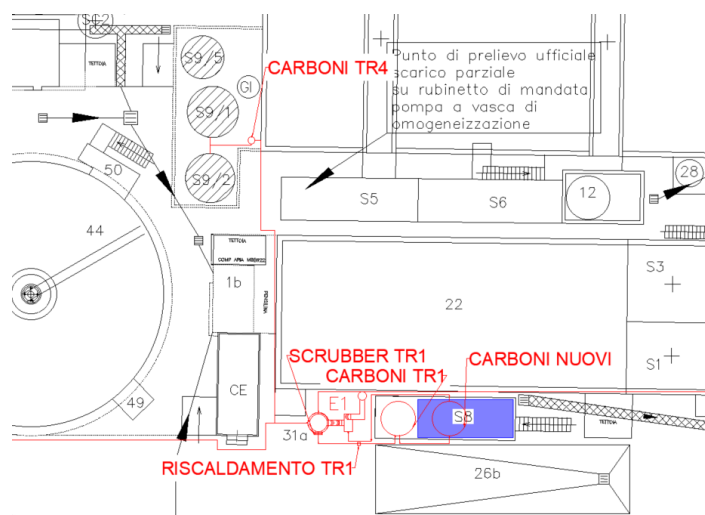 SC2
TETTOIA
S9/5
CARBONI TR4
GI
S9/1
S9/2
Punto di prelievo ufficiale
scarico parziale
su rubinetto di mandata
pompa a vasca di
omogeneizzazione
50
44
S5
S6
12
28
TETTOIA
1b
PENSILINA
22
S3
S1
49
CE
SCRUBBER TR1
CARBONI TR1
CARBONI NUOVI
E1
S8
TETTOIA
31a
RISCALDAMENTO TR1
26b